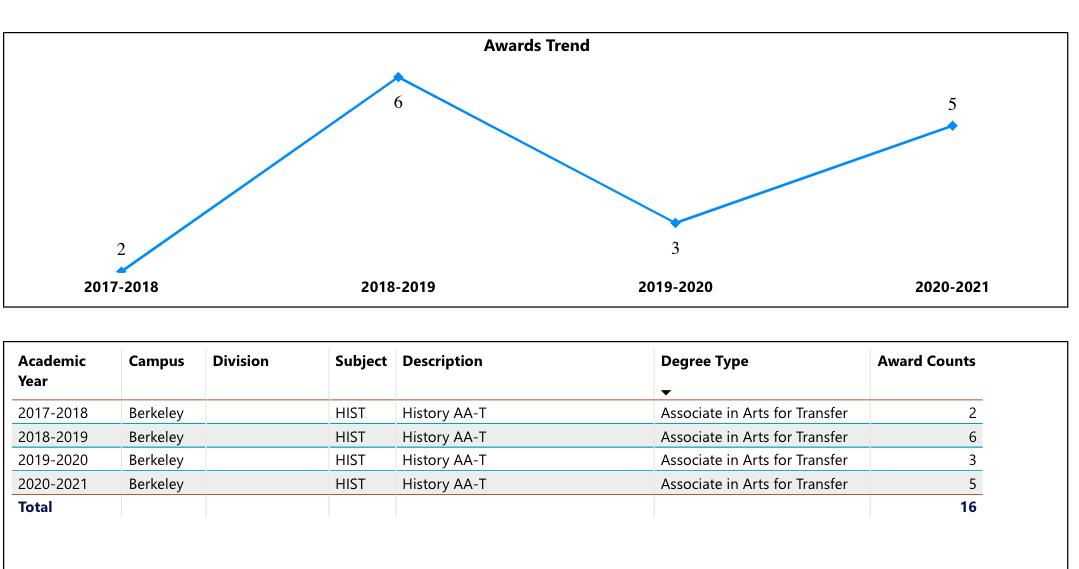 Awards Trend
6
5
2
3
2017-2018 2018-2019 2019-2020 2020-2021
Academic Year Campus Division Subject Description Degree Type Award Counts
2017-2018 Berkeley HIST History AA-T Associate in Arts for Transfer 2
2018-2019 Berkeley HIST History AA-T Associate in Arts for Transfer 6
2019-2020 Berkeley HIST History AA-T Associate in Arts for Transfer 3
2020-2021 Berkeley HIST History AA-T Associate in Arts for Transfer 5
Total 16